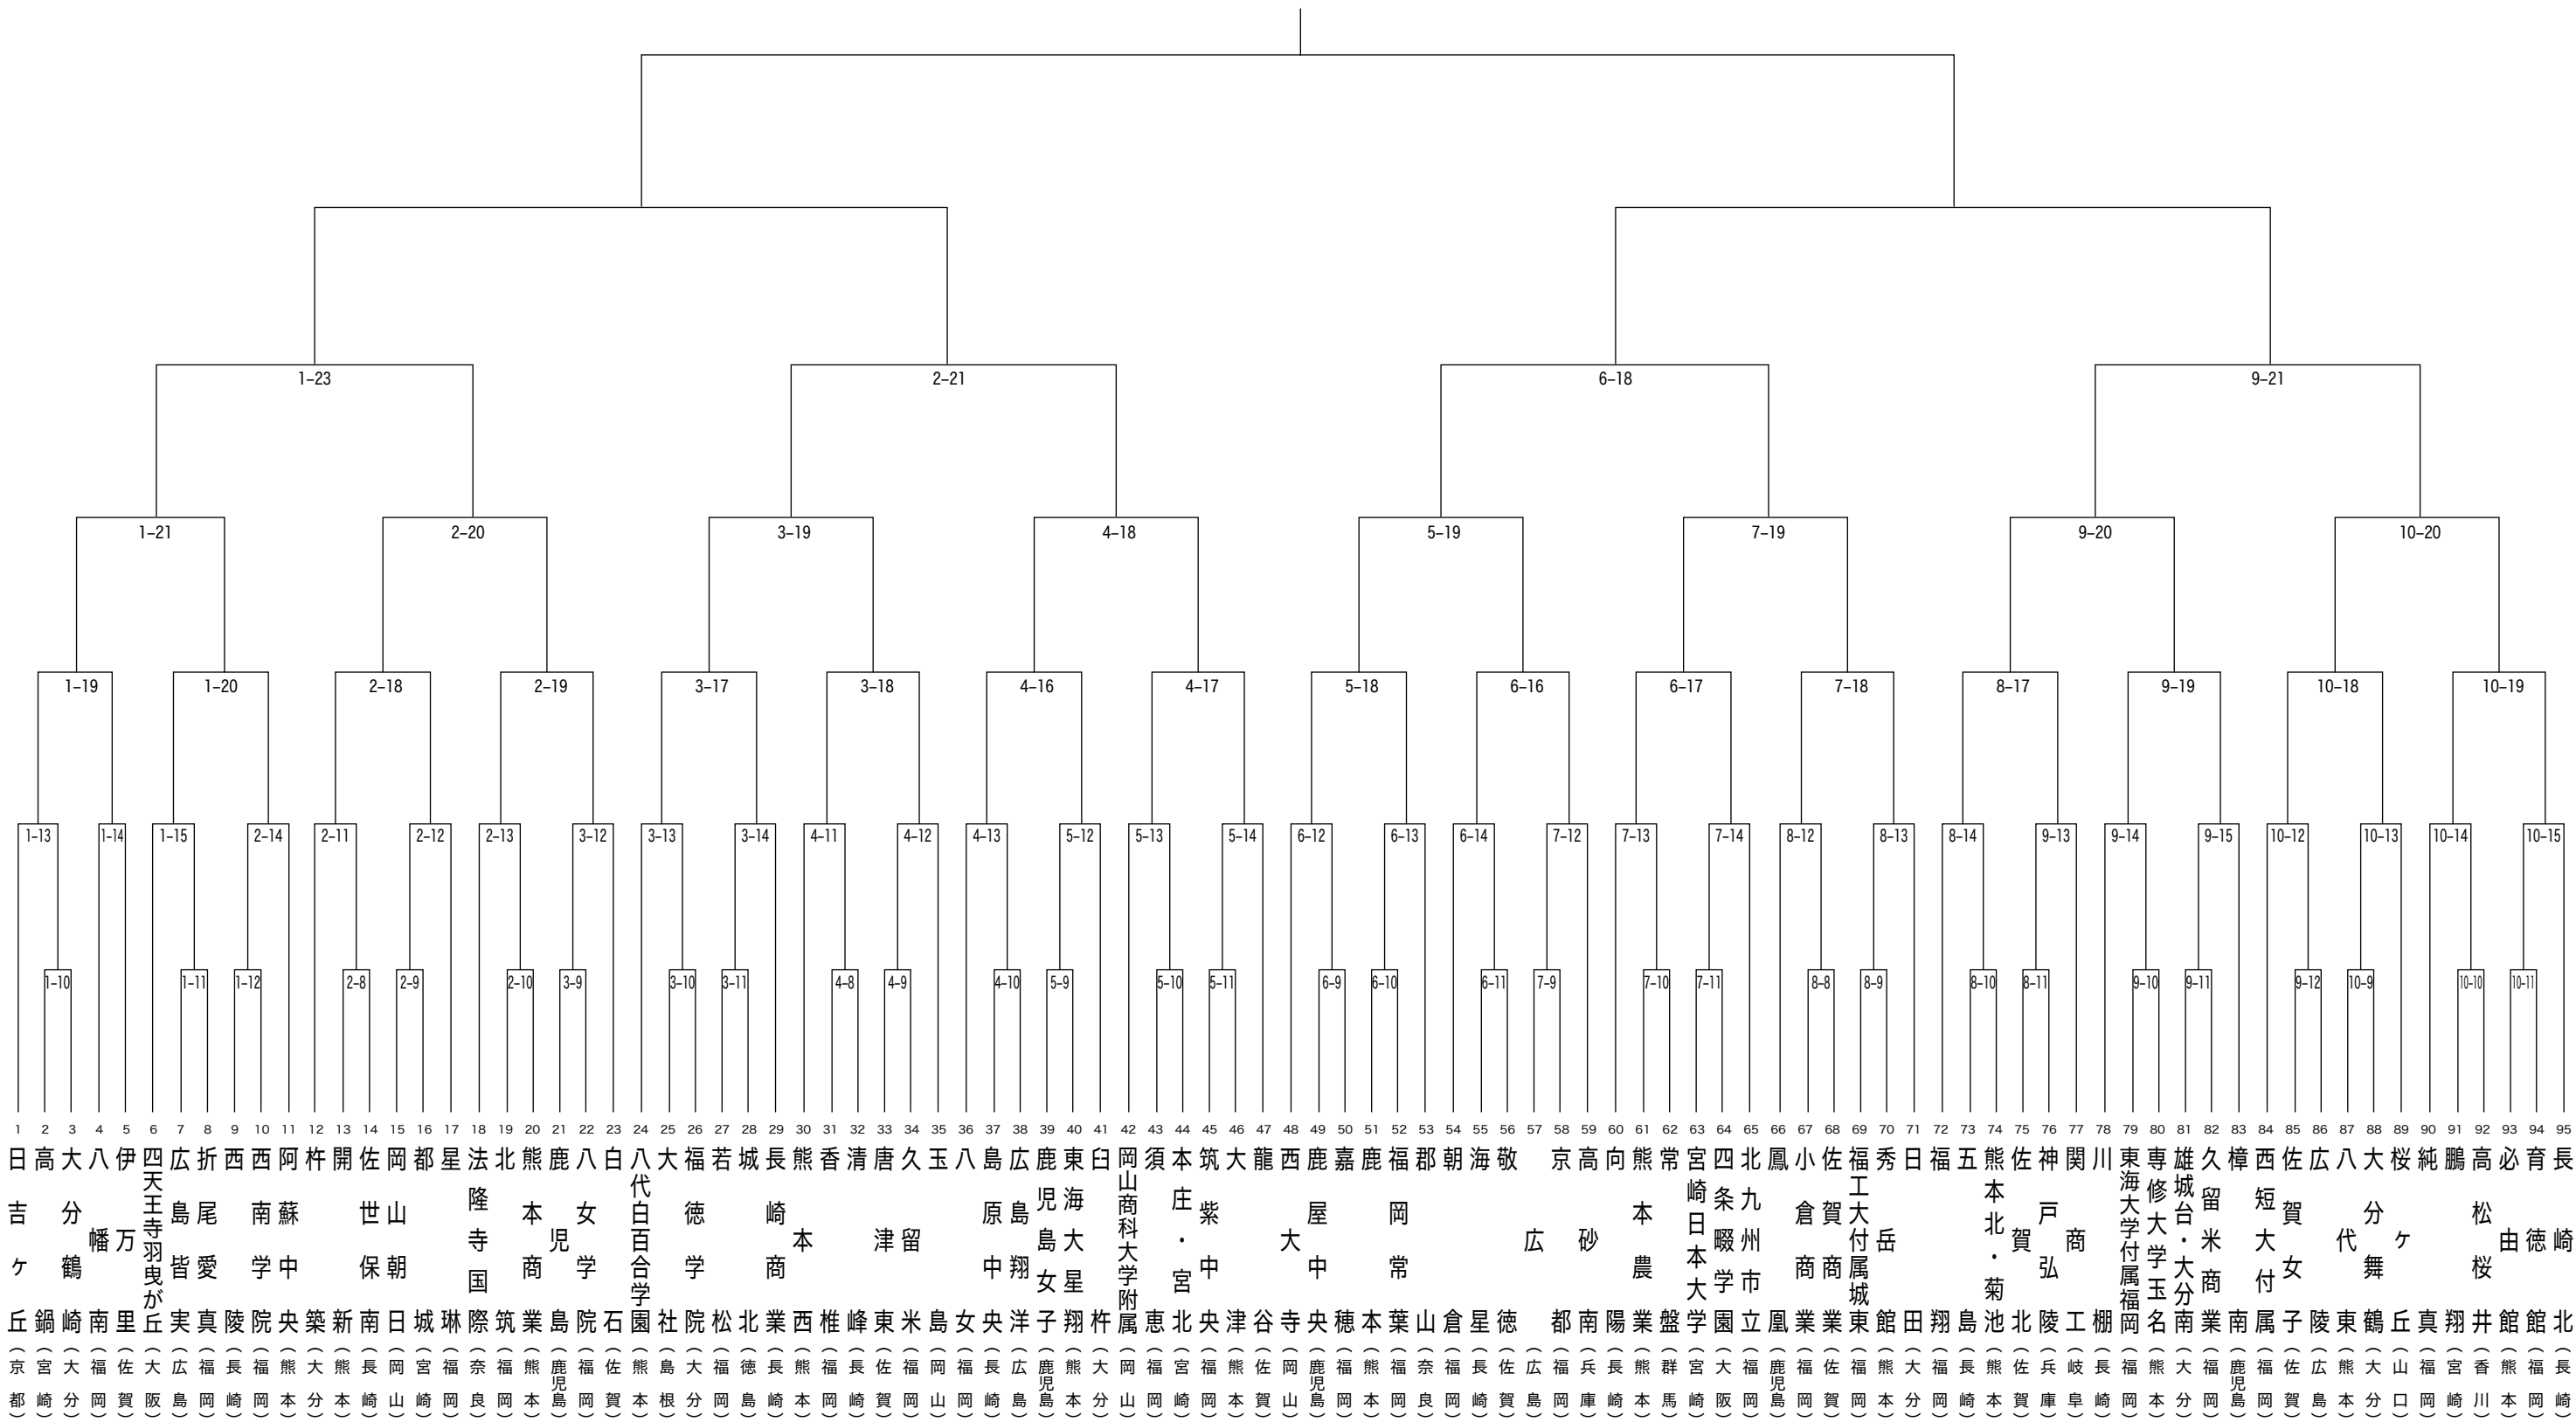 1–23 2–21 6–18 9–21
1–21 2–20 3–19 4–18 5–19 7–19 9–20 10–20
1–19 1–20 2–18 2–19 3–17 3–18 4–16 4–17 5–18 6–16 6–17 7–18 8–17 9–19 10–18 10–19
1–13 1–14 1–15 2–14 2–11 2–12 2–13 3–12 3–13 3–14 4–11 4–12 4–13 5–12 5–13 5–14 6–12 6–13 6–14 7–12 7–13 7–14 8–12 8–13 8–14 9–13 9–14 9–15 10–12 10–13 10–14 10–15
1–10 1–11 1–12 2–8 2–9 2–10 3–9 3–10 3–11 4–8 4–9 4–10 5–9 5–10 5–11 6–9 6–10 6–11 7–9 7–10 7–11 8–8 8–9 8–10 8–11 9–10 9–11 9–12 10–9 10–10 10–11
1 日吉ヶ丘（京都）
2 高鍋（宮崎）
3 大分鶴崎（大分）
4 八幡南（福岡）
5 伊万里（佐賀）
6 四天王寺羽曳が丘（大阪）
7 広島皆実（広島）
8 折尾愛真（福岡）
9 西陵（長崎）
10 西南学院（福岡）
11 阿蘇中央（熊本）
12 杵築（大分）
13 開新（熊本）
14 佐世保南（長崎）
15 岡山朝日（岡山）
16 都城（宮崎）
17 星琳（福岡）
18 法隆寺国際（奈良）
19 北筑（福岡）
20 熊本商業（熊本）
21 鹿児島（鹿児島）
22 八女学院（福岡）
23 白石（佐賀）
24 八代白百合学園（熊本）
25 大社（島根）
26 福徳学院（大分）
27 若松（福岡）
28 城北（徳島）
29 長崎商業（長崎）
30 熊本西（熊本）
31 香椎（福岡）
32 清峰（長崎）
33 唐津東（佐賀）
34 久留米（福岡）
35 玉島（岡山）
36 八女（福岡）
37 島原中央（長崎）
38 広島翔洋（広島）
39 鹿児島女子（鹿児島）
40 東海大星翔（熊本）
41 臼杵（大分）
42 岡山商科大学附属（岡山）
43 須恵（福岡）
44 本庄・宮北（宮崎）
45 筑紫中央（福岡）
46 大津（熊本）
47 龍谷（佐賀）
48 西大寺（岡山）
49 鹿屋中央（鹿児島）
50 嘉穂（福岡）
51 鹿本（熊本）
52 福岡常葉（福岡）
53 郡山（奈良）
54 朝倉（福岡）
55 海星（長崎）
56 敬徳（佐賀）
57 広（広島）
58 京都（福岡）
59 高砂南（兵庫）
60 向陽（長崎）
61 熊本農業（熊本）
62 常盤（群馬）
63 宮崎日本大学（宮崎）
64 四条畷学園（大阪）
65 北九州市立（福岡）
66 鳳凰（鹿児島）
67 小倉商業（福岡）
68 佐賀商業（佐賀）
69 福工大付属城東（福岡）
70 秀岳館（熊本）
71 日田（大分）
72 福翔（福岡）
73 五島（長崎）
74 熊本北・菊池（熊本）
75 佐賀北（佐賀）
76 神戸弘陵（兵庫）
77 関商工（岐阜）
78 川棚（長崎）
79 東海大学付属福岡（福岡）
80 専修大学玉名（熊本）
81 雄城台・大分南（大分）
82 久留米商業（福岡）
83 樟南（鹿児島）
84 西短大付属（福岡）
85 佐賀女子（佐賀）
86 広陵（広島）
87 八代東（熊本）
88 大分舞鶴（大分）
89 桜ヶ丘（山口）
90 純真（福岡）
91 鵬翔（宮崎）
92 高松桜井（香川）
93 必由館（熊本）
94 育徳館（福岡）
95 長崎北（長崎）